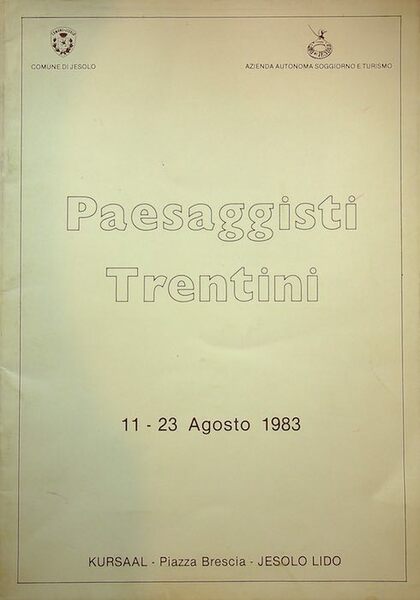 COMUNE DI JESOLO
AZIENDA AUTONOMA SOGGIORNO E TURISMO
Paesaggisti
Trentini
11 - 23 Agosto 1983
KURSAAL - Piazza Brescia - JESOLO LIDO